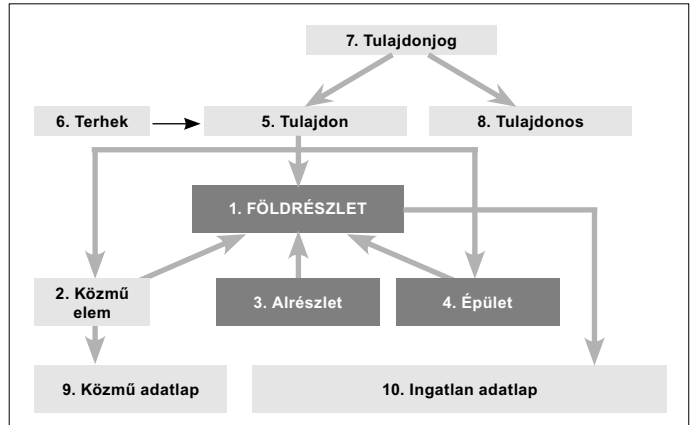 7. Tulajdonjog
6. Terhek
5. Tulajdon
8. Tulajdonos
1. FÖLDRÉSZLET
2. Közmű
elem
3. Alrészlet
4. Épület
9. Közmű adatlap
10. Ingatlan adatlap